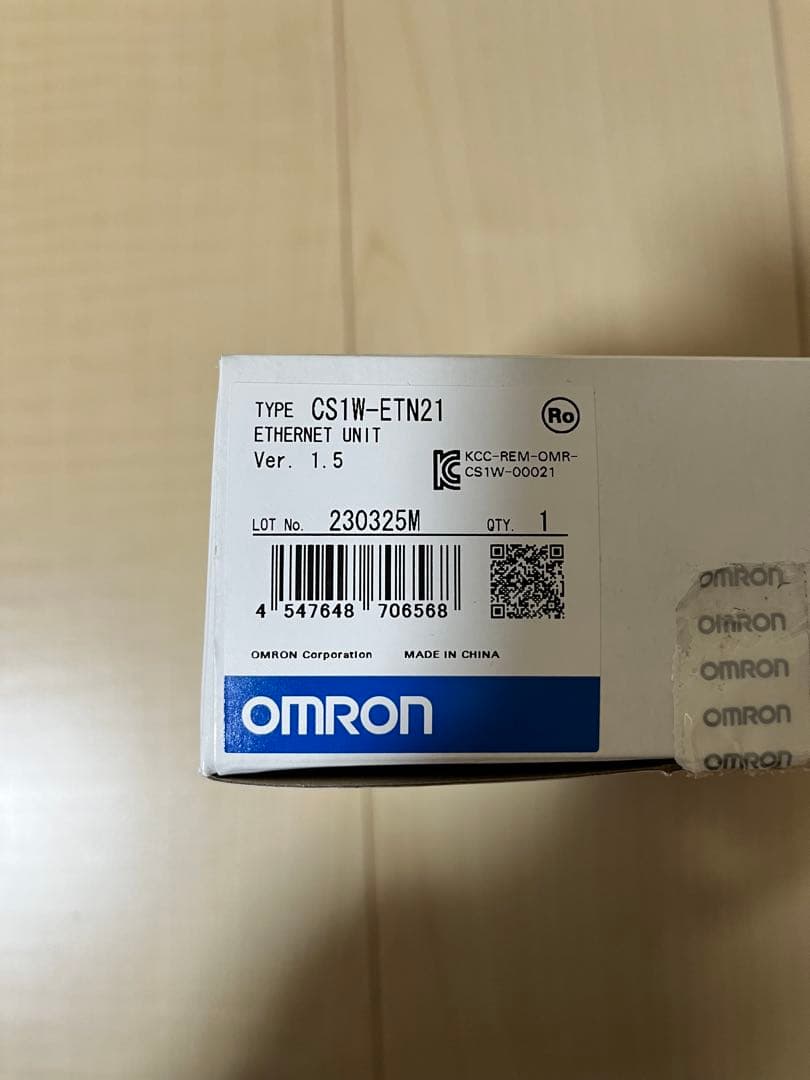 TYPE CS1W-ETN21
Ro
ETHERNET UNIT
Ver. 1.5
KCC-REM-OMR-
CS1W-00021
LOT No. 230325M QTY. 1
4 547648 706568
OMRON Corporation MADE IN CHINA
OMRON
OMRON
OMRON
OMRON
OMRON
OMRON